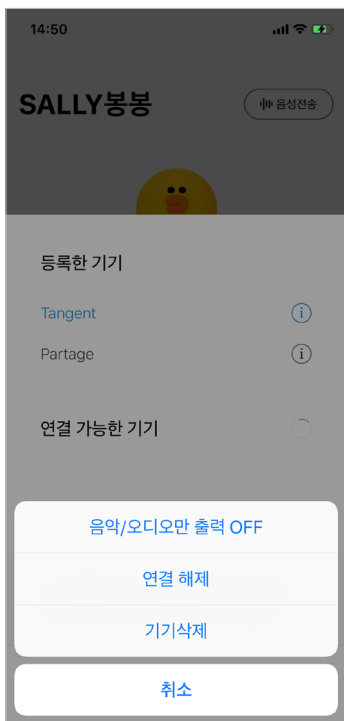 14:50
SALLY봉봉
음성전송
등록한 기기
Tangent
Partage
연결 가능한 기기
음악/오디오만 출력 OFF
연결 해제
기기삭제
취소